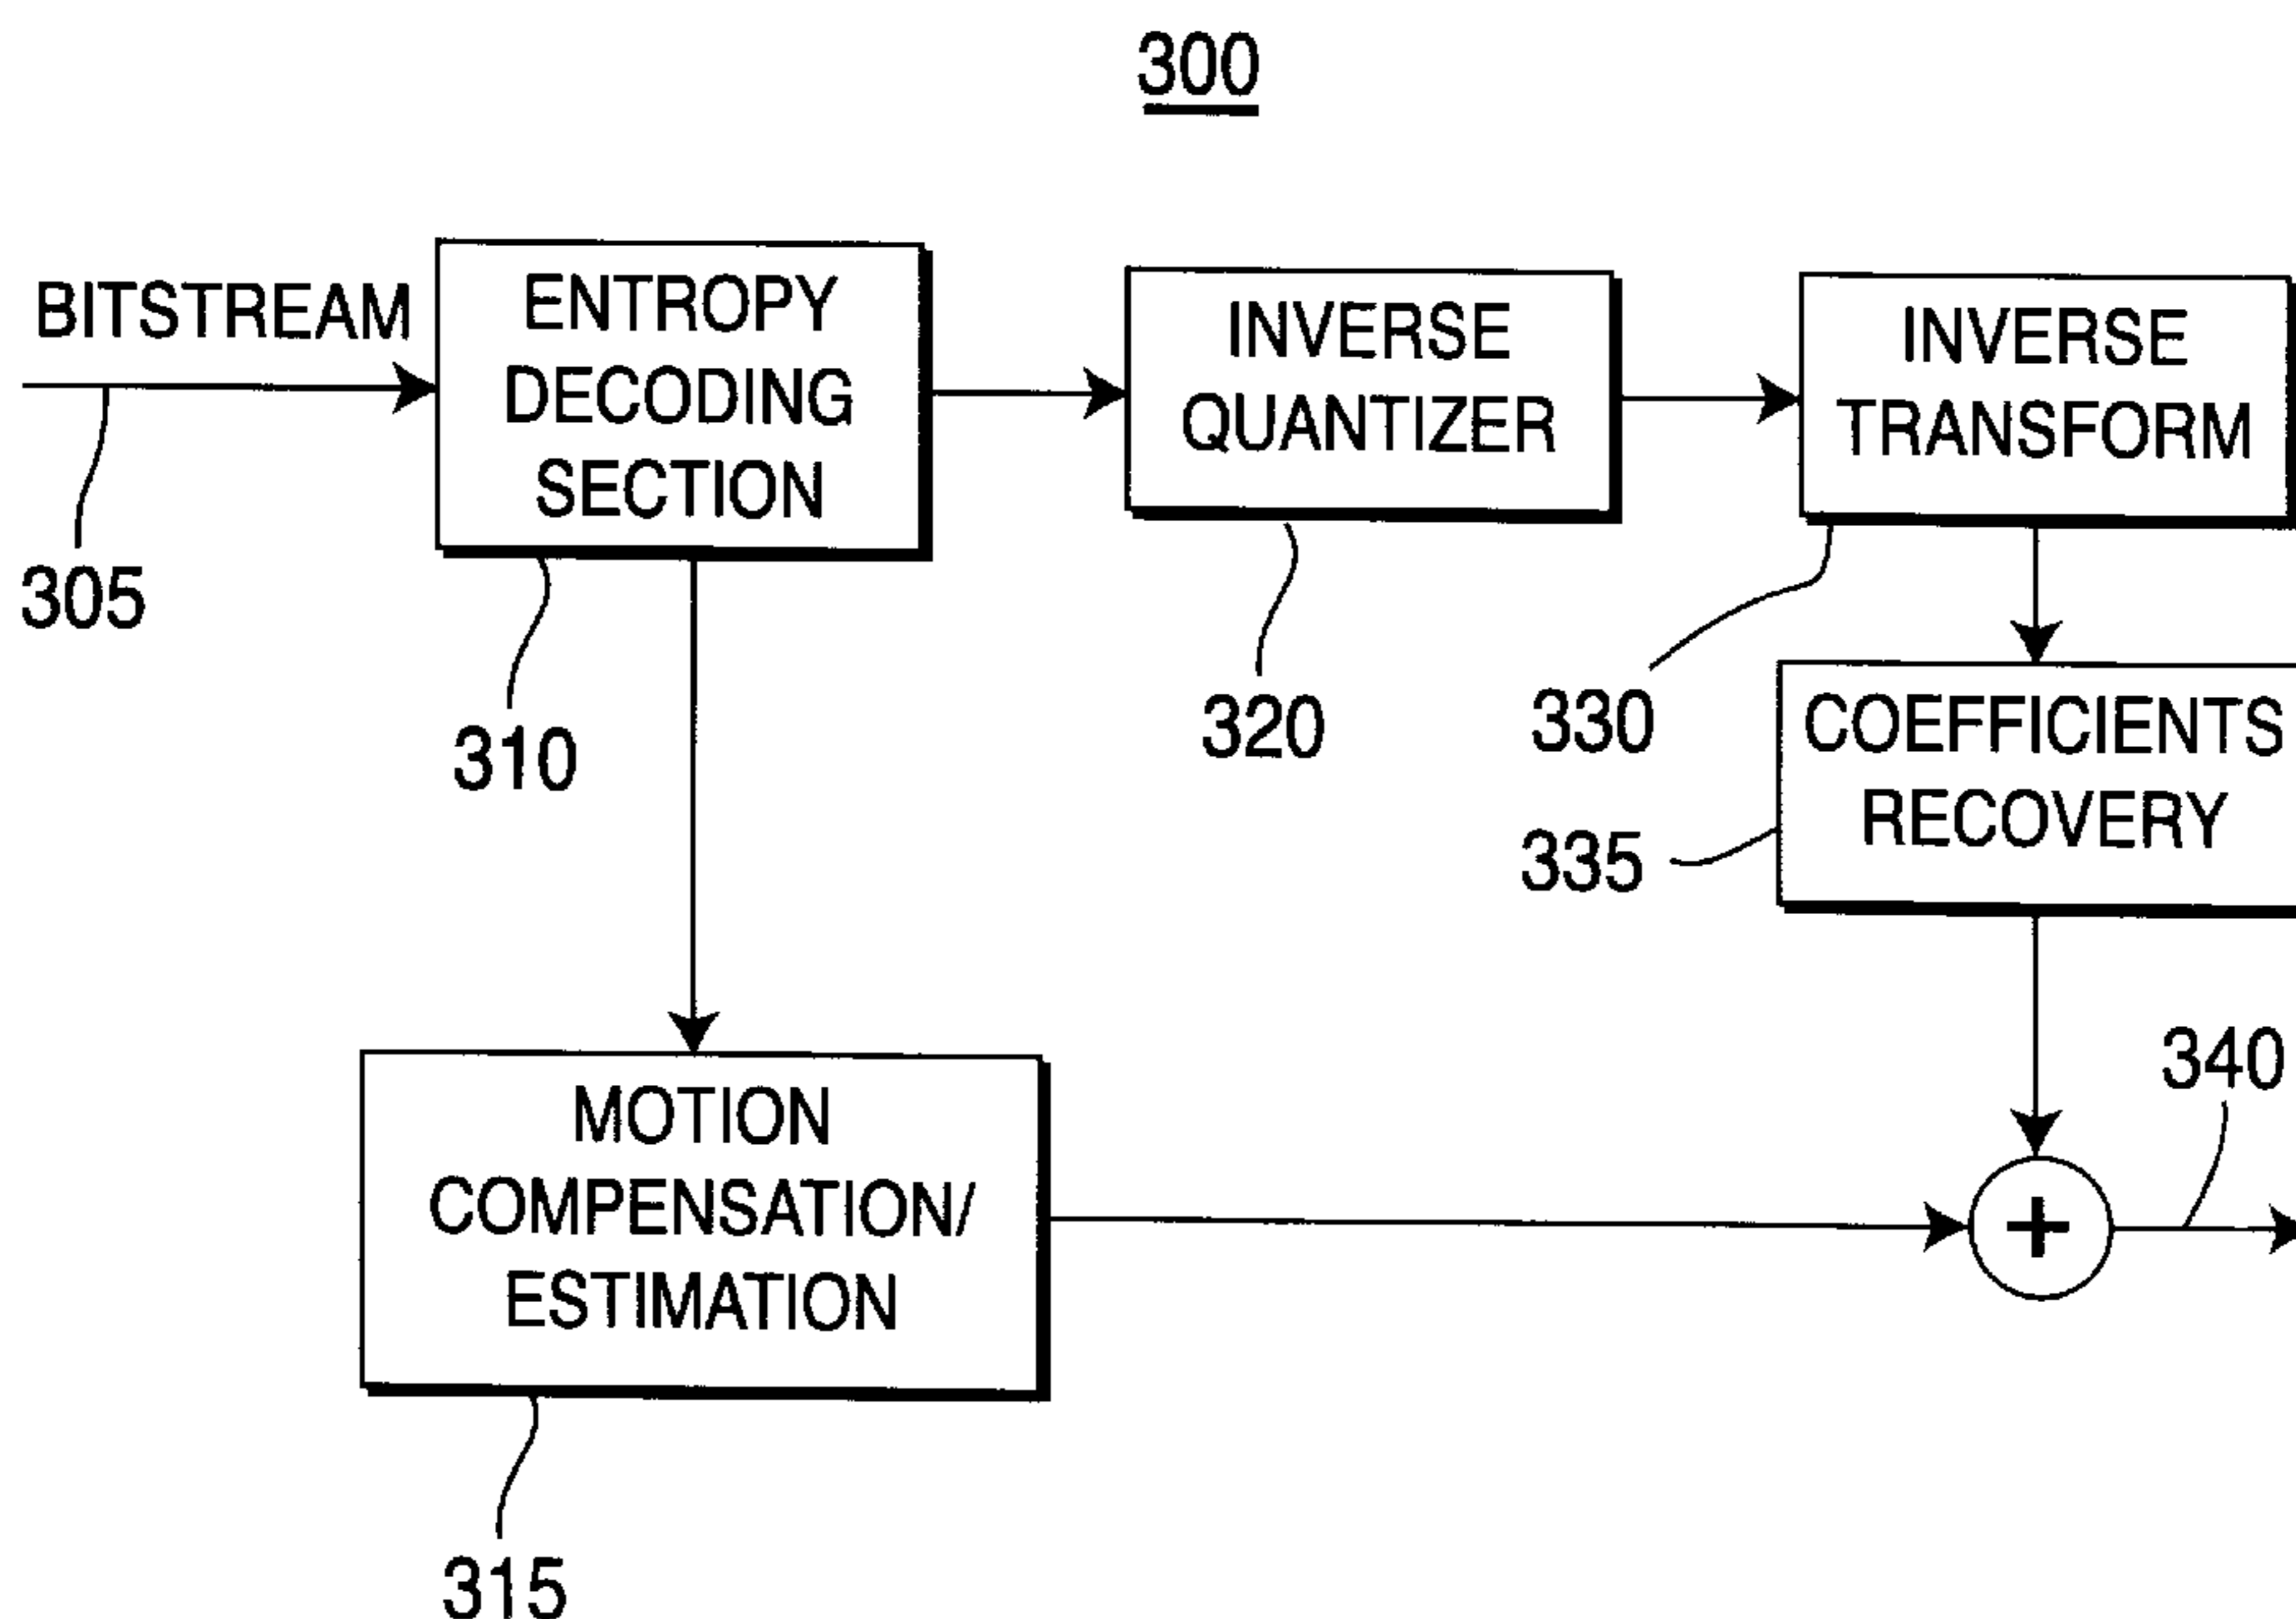 300
BITSTREAM
305
ENTROPY
DECODING
SECTION
310
INVERSE
QUANTIZER
320
INVERSE
TRANSFORM
330
COEFFICIENTS
RECOVERY
335
340
+
MOTION
COMPENSATION/
ESTIMATION
315